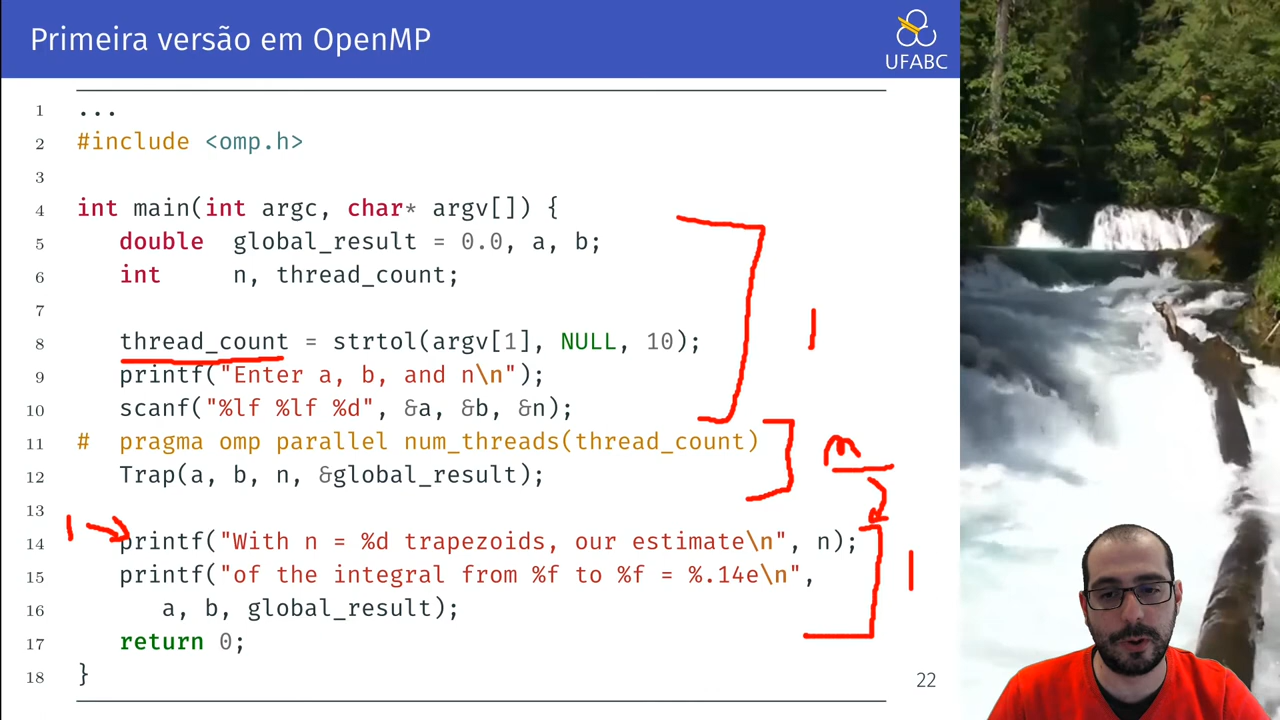 Primeira versão em OpenMP
UFABC
1 ...
2 #include <omp.h>
3
4 int main(int argc, char* argv[]) {
5 double global_result = 0.0, a, b;
6 int n, thread_count;
7
8 thread_count = strtol(argv[1], NULL, 10);
9 printf("Enter a, b, and n\n");
10 scanf("%lf %lf %d", &a, &b, &n);
11 # pragma omp parallel num_threads(thread_count)
12 Trap(a, b, n, &global_result);
13
14 printf("With n = %d trapezoids, our estimate\n", n);
15 printf("of the integral from %f to %f = %.14e\n",
16 a, b, global_result);
17 return 0;
18 }
1
n
1
1
22